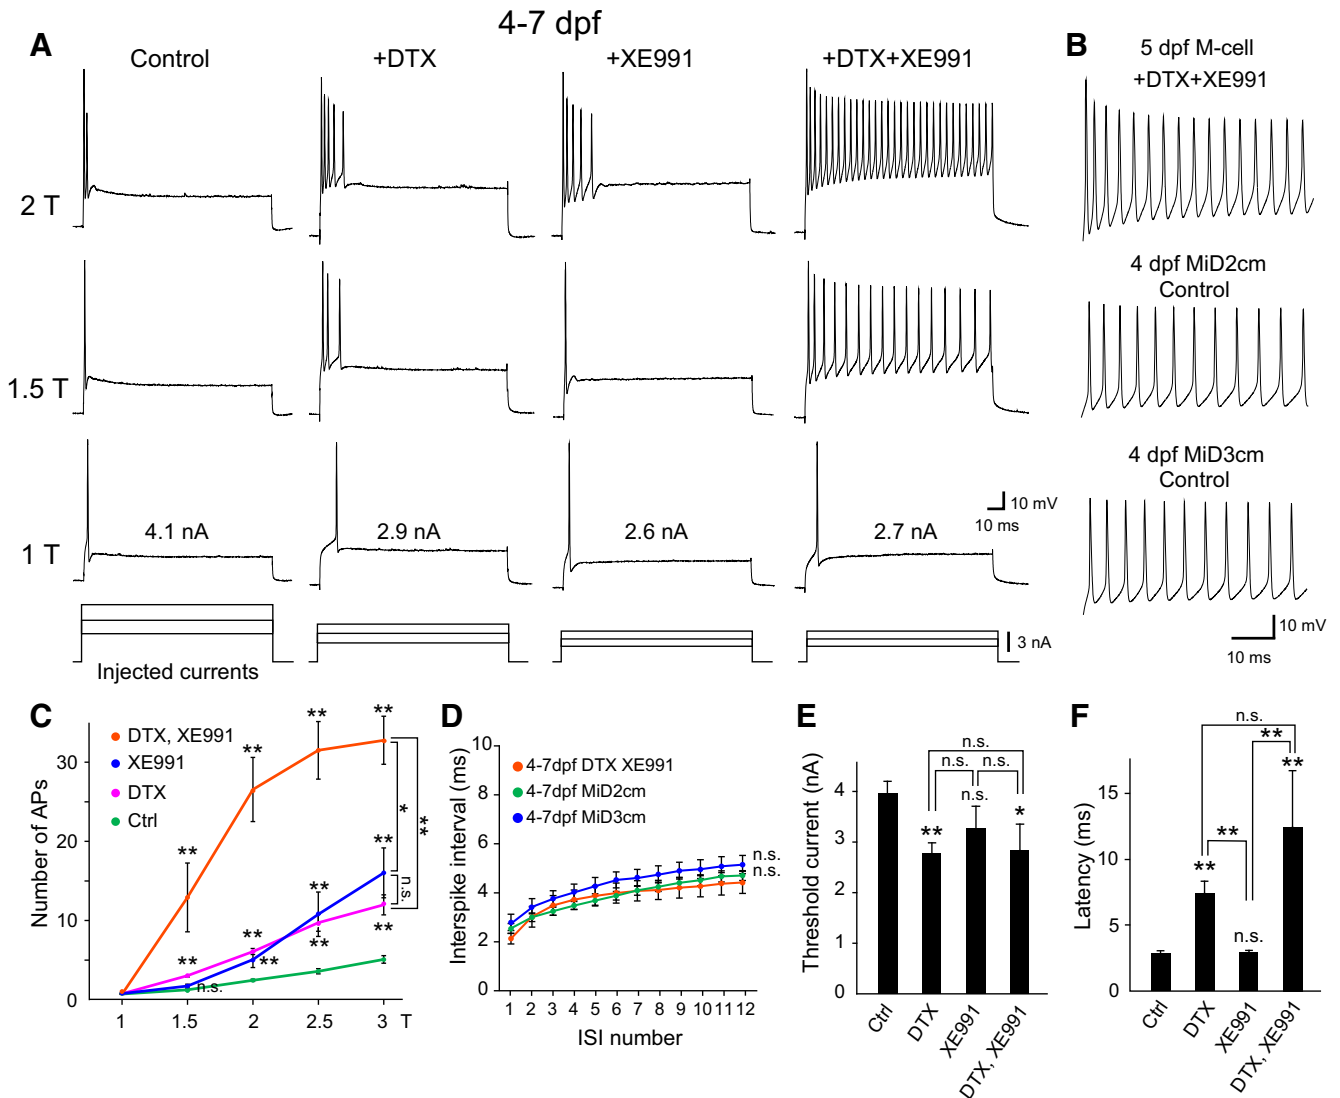 4-7 dpf
A
Control
+DTX
+XE991
+DTX+XE991
2 T
1.5 T
1 T
4.1 nA
2.9 nA
2.6 nA
2.7 nA
10 mV
10 ms
Injected currents
3 nA
B
5 dpf M-cell
+DTX+XE991
4 dpf MiD2cm
Control
4 dpf MiD3cm
Control
10 mV
10 ms
C
DTX, XE991
XE991
DTX
Ctrl
Number of APs
30
20
10
0
1 1.5 2 2.5 3 T
**
**
**
**
**
**
**
**
**
**
**
n.s.
n.s.
*
**
D
4-7dpf DTX XE991
4-7dpf MiD2cm
4-7dpf MiD3cm
Interspike interval (ms)
10
8
6
4
2
0
n.s.
n.s.
1 2 3 4 5 6 7 8 9 10 11 12
ISI number
E
Threshold current (nA)
4
3
2
1
0
n.s.
n.s. n.s.
n.s.
**
*
Ctrl
DTX
XE991
DTX, XE991
F
Latency (ms)
15
10
5
0
n.s.
**
**
**
**
n.s.
Ctrl
DTX
XE991
DTX, XE991